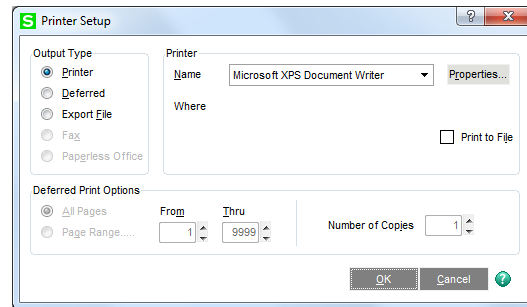 S Printer Setup ? X
Output Type
Printer
Deferred
Export File
Fax
Paperless Office
Printer
Name Microsoft XPS Document Writer Properties...
Where
Print to File
Deferred Print Options
All Pages From Thru
Page Range..... 1 9999
Number of Copies 1
OK Cancel ?